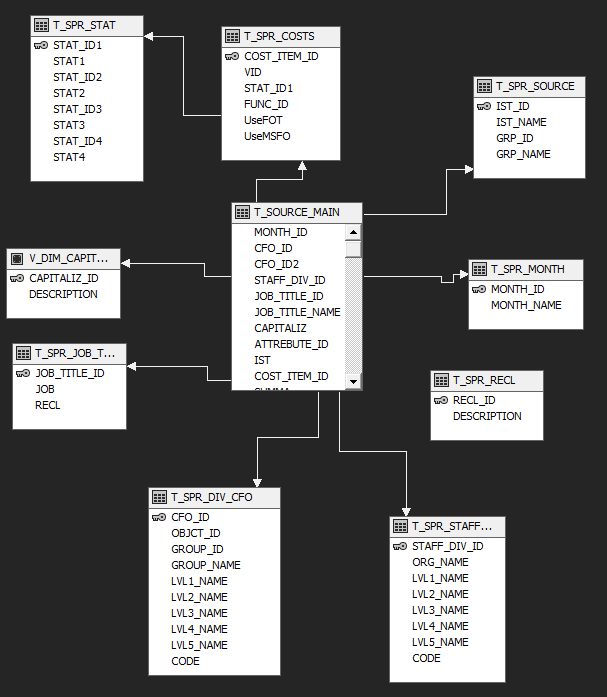 T_SPR_STAT
STAT_ID1
STAT1
STAT_ID2
STAT2
STAT_ID3
STAT3
STAT_ID4
STAT4
T_SPR_COSTS
COST_ITEM_ID
VID
STAT_ID1
FUNC_ID
UseFOT
UseMSFO
T_SPR_SOURCE
IST_ID
IST_NAME
GRP_ID
GRP_NAME
T_SOURCE_MAIN
MONTH_ID
CFO_ID
CFO_ID2
STAFF_DIV_ID
JOB_TITLE_ID
JOB_TITLE_NAME
CAPITALIZ
ATTREBUTE_ID
IST
COST_ITEM_ID
SUMMA
V_DIM_CAPIT...
CAPITALIZ_ID
DESCRIPTION
T_SPR_MONTH
MONTH_ID
MONTH_NAME
T_SPR_JOB_T...
JOB_TITLE_ID
JOB
RECL
T_SPR_RECL
RECL_ID
DESCRIPTION
T_SPR_DIV_CFO
CFO_ID
OBJCT_ID
GROUP_ID
GROUP_NAME
LVL1_NAME
LVL2_NAME
LVL3_NAME
LVL4_NAME
LVL5_NAME
CODE
T_SPR_STAFF...
STAFF_DIV_ID
ORG_NAME
LVL1_NAME
LVL2_NAME
LVL3_NAME
LVL4_NAME
LVL5_NAME
CODE